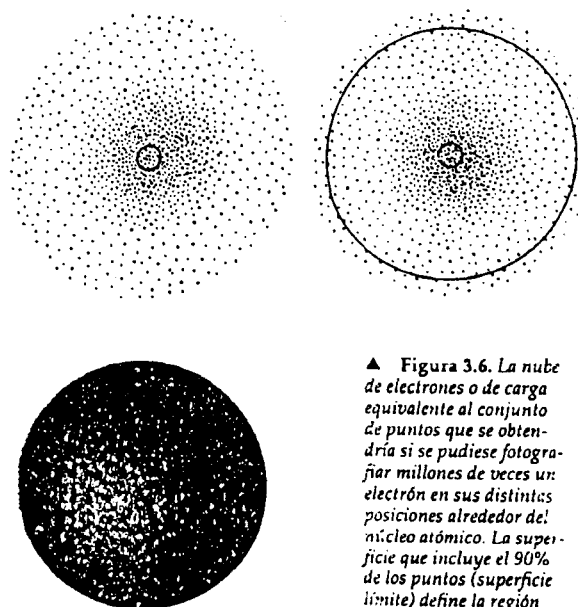 ▲ Figura 3.6. La nube
de electrones o de carga
equivalente al conjunto
de puntos que se obten-
dría si se pudiese fotogra-
fiar millones de veces un
electrón en sus distintas
posiciones alrededor del
núcleo atómico. La super-
ficie que incluye el 90%
de los puntos (superficie
límite) define la región